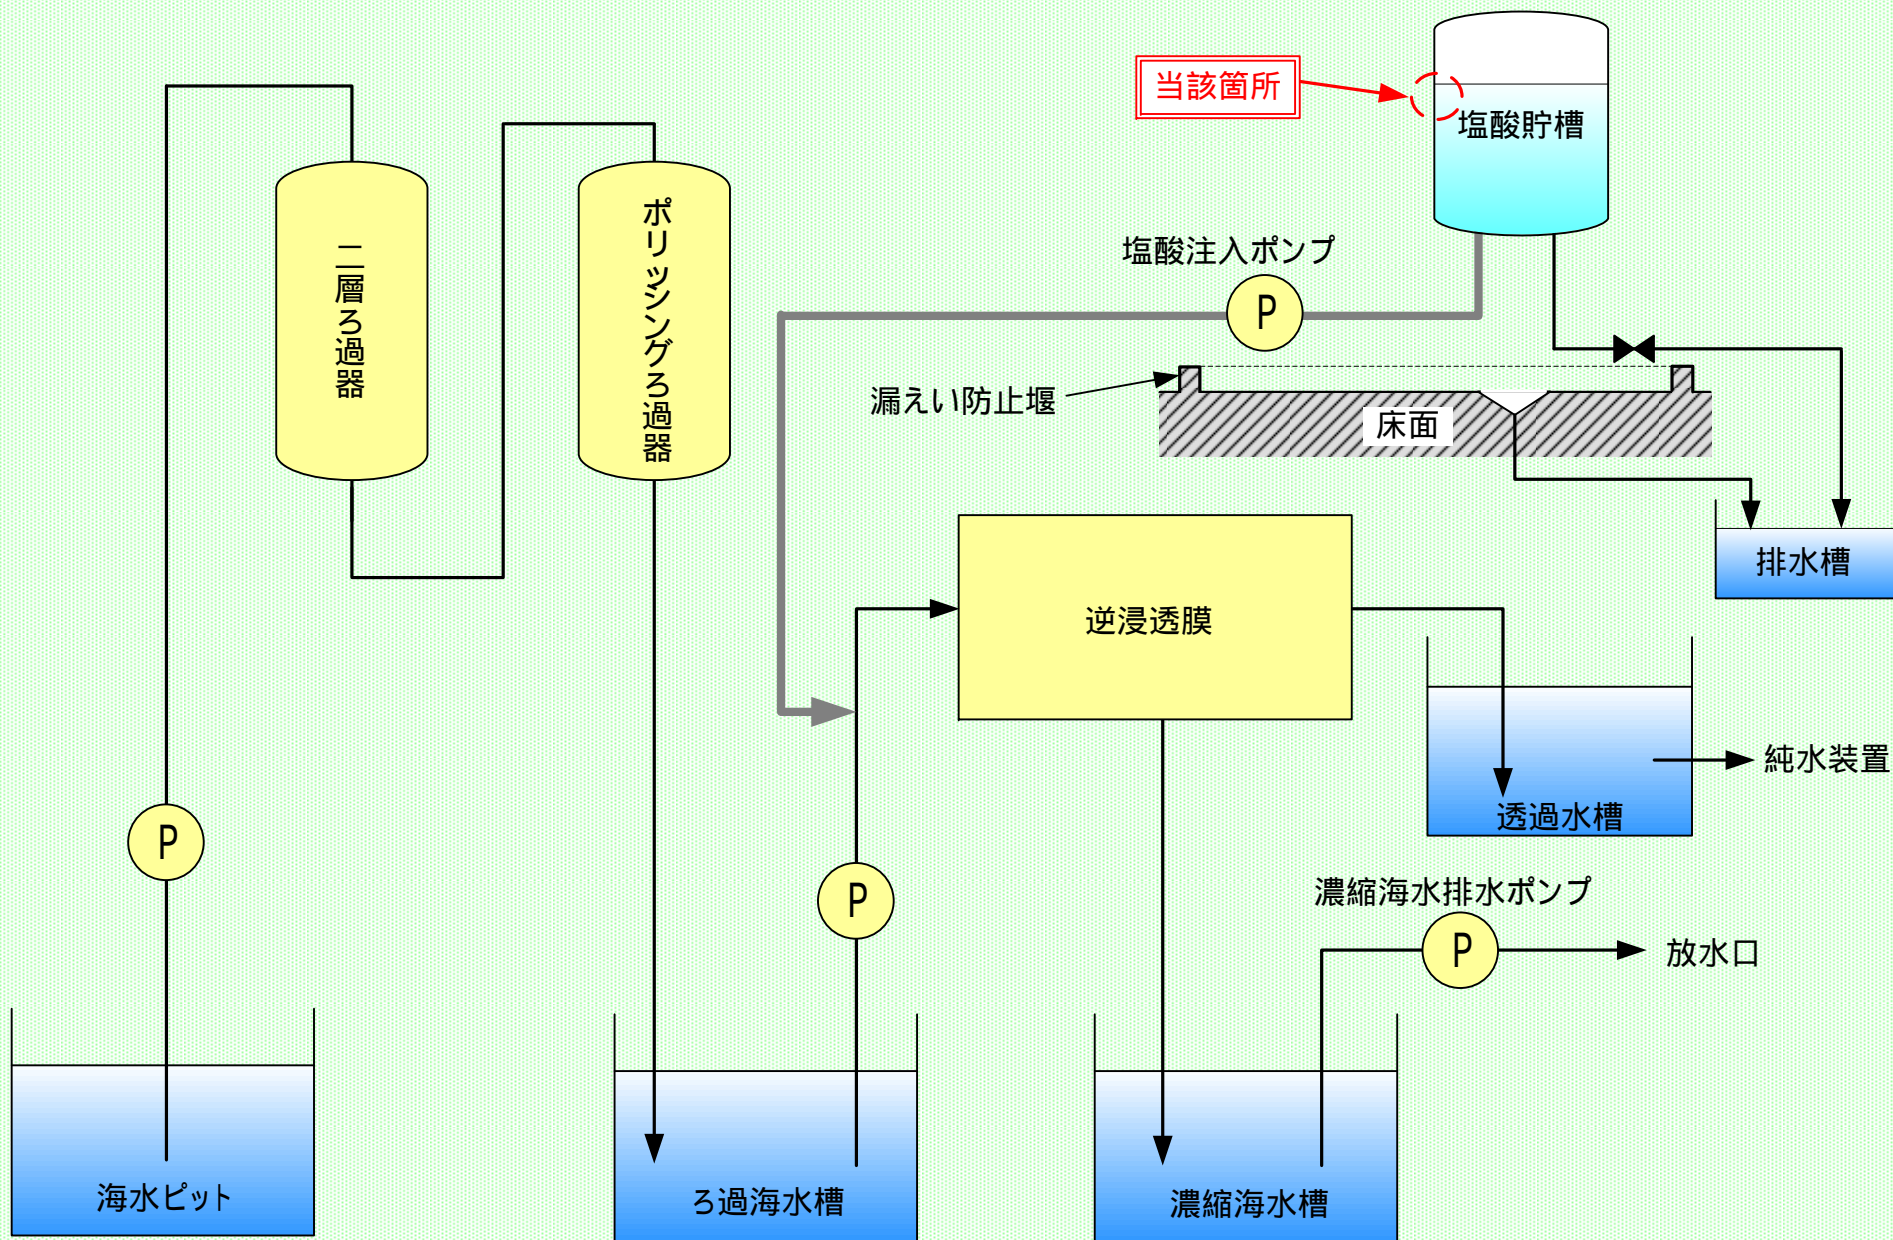 当該箇所
塩酸貯槽
二層ろ過器
ポリッシングろ過器
塩酸注入ポンプ
P
漏えい防止堰
床面
排水槽
逆浸透膜
純水装置
透過水槽
P
P
濃縮海水排水ポンプ
P
放水口
海水ピット
ろ過海水槽
濃縮海水槽